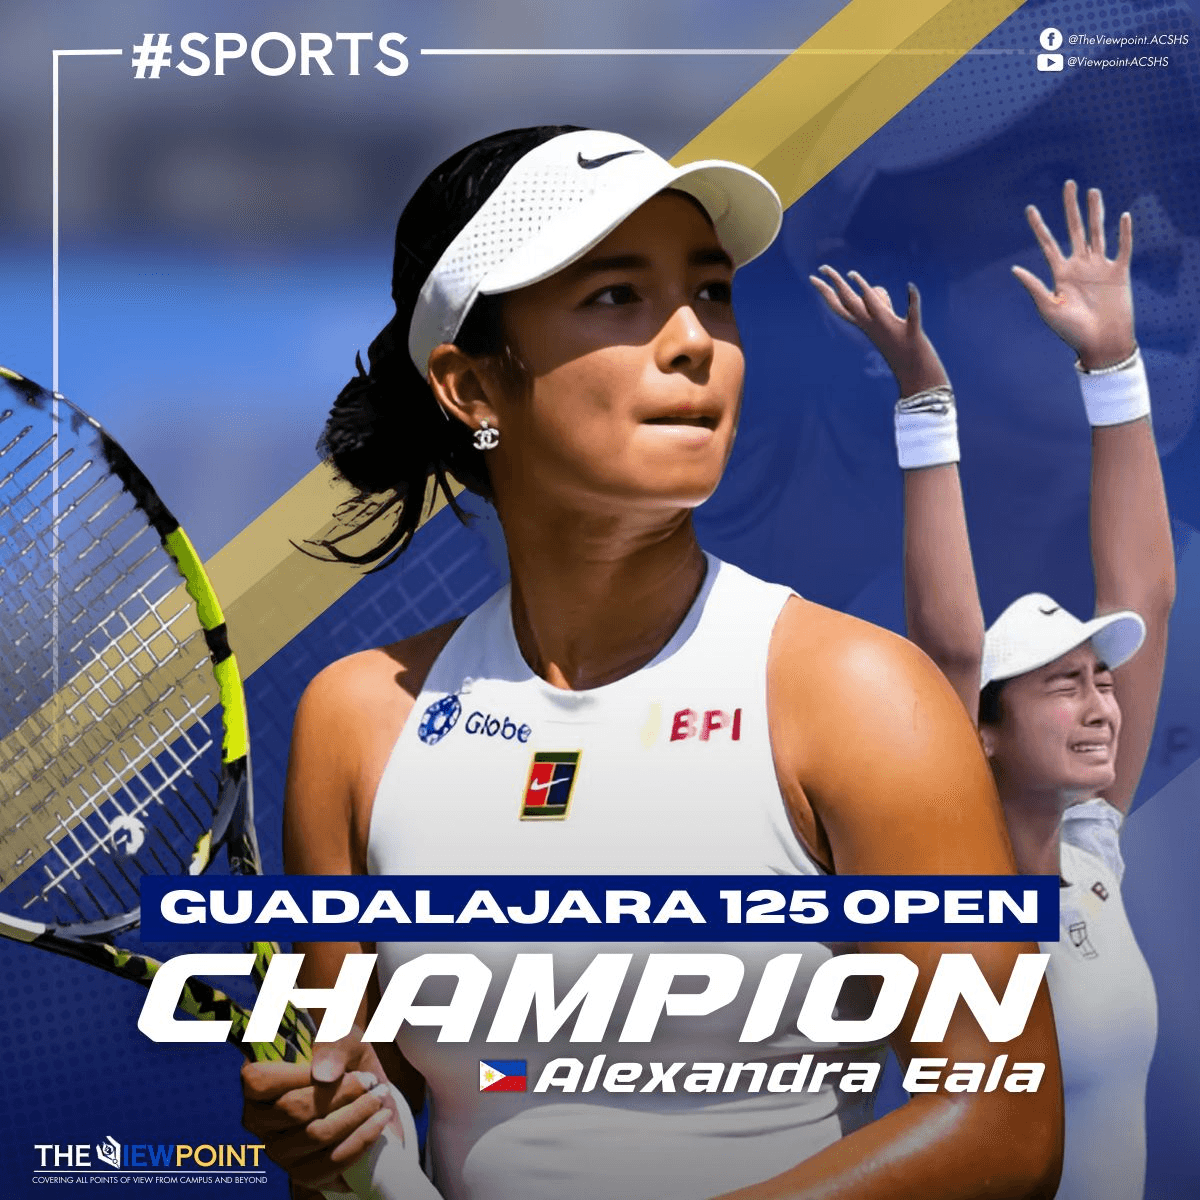 #SPORTS
@TheViewpoint.ACSHS
@Viewpoint-ACSHS
Globe
BPI
GUADALAJARA 125 OPEN
CHAMPION
Alexandra Eala
THE VIEWPOINT
COVERING ALL POINTS OF VIEW FROM CAMPUS AND BEYOND